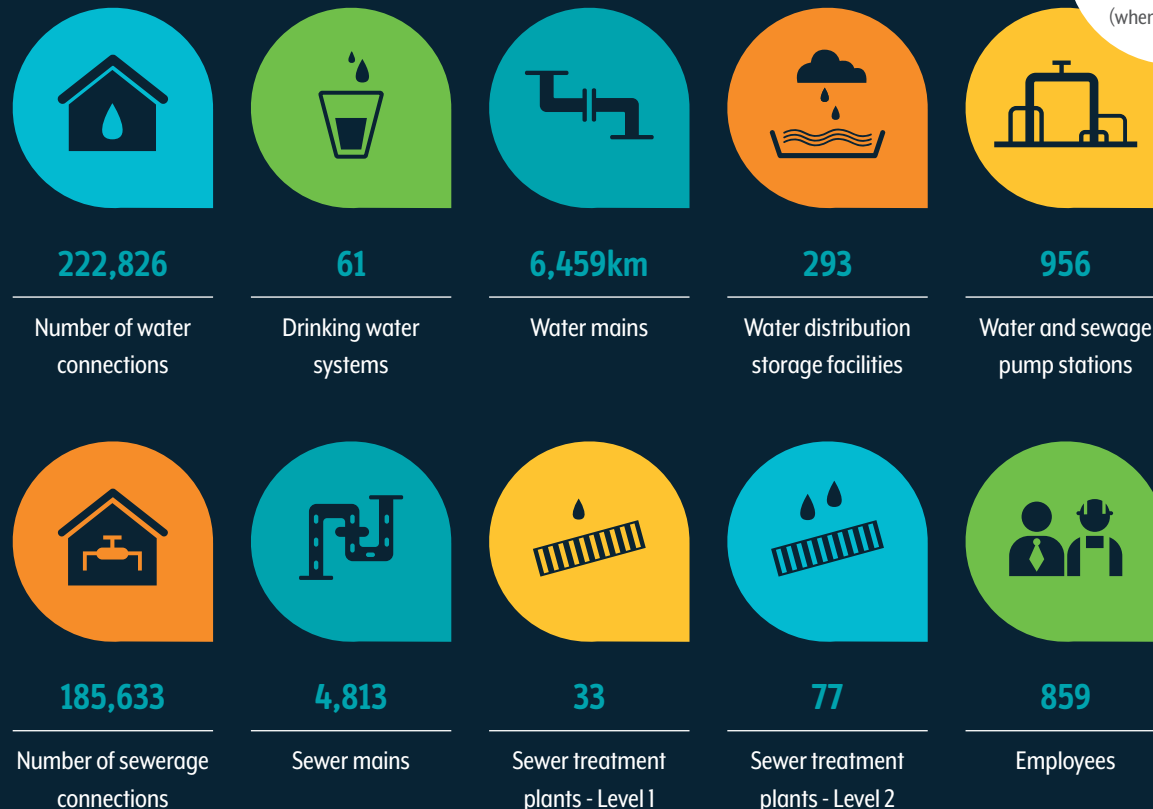 (when
222,826
Number of water
connections
61
Drinking water
systems
6,459km
Water mains
293
Water distribution
storage facilities
956
Water and sewage
pump stations
185,633
Number of sewerage
connections
4,813
Sewer mains
33
Sewer treatment
plants - Level 1
77
Sewer treatment
plants - Level 2
859
Employees